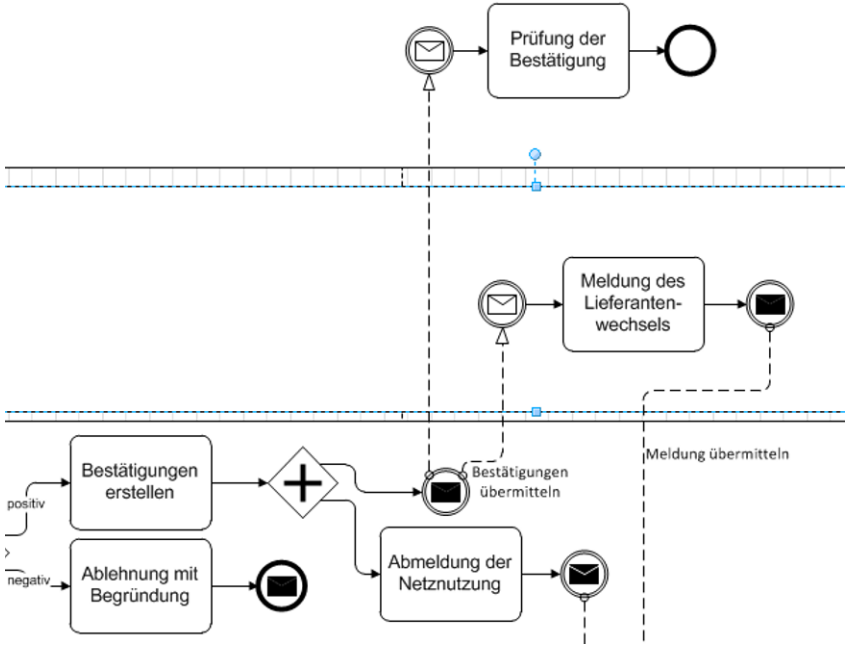 Prüfung der
Bestätigung
Meldung des
Lieferanten-
wechsels
Meldung übermitteln
Bestätigungen
übermitteln
Bestätigungen
erstellen
positiv
Abmeldung der
Netznutzung
negativ
Ablehnung mit
Begründung